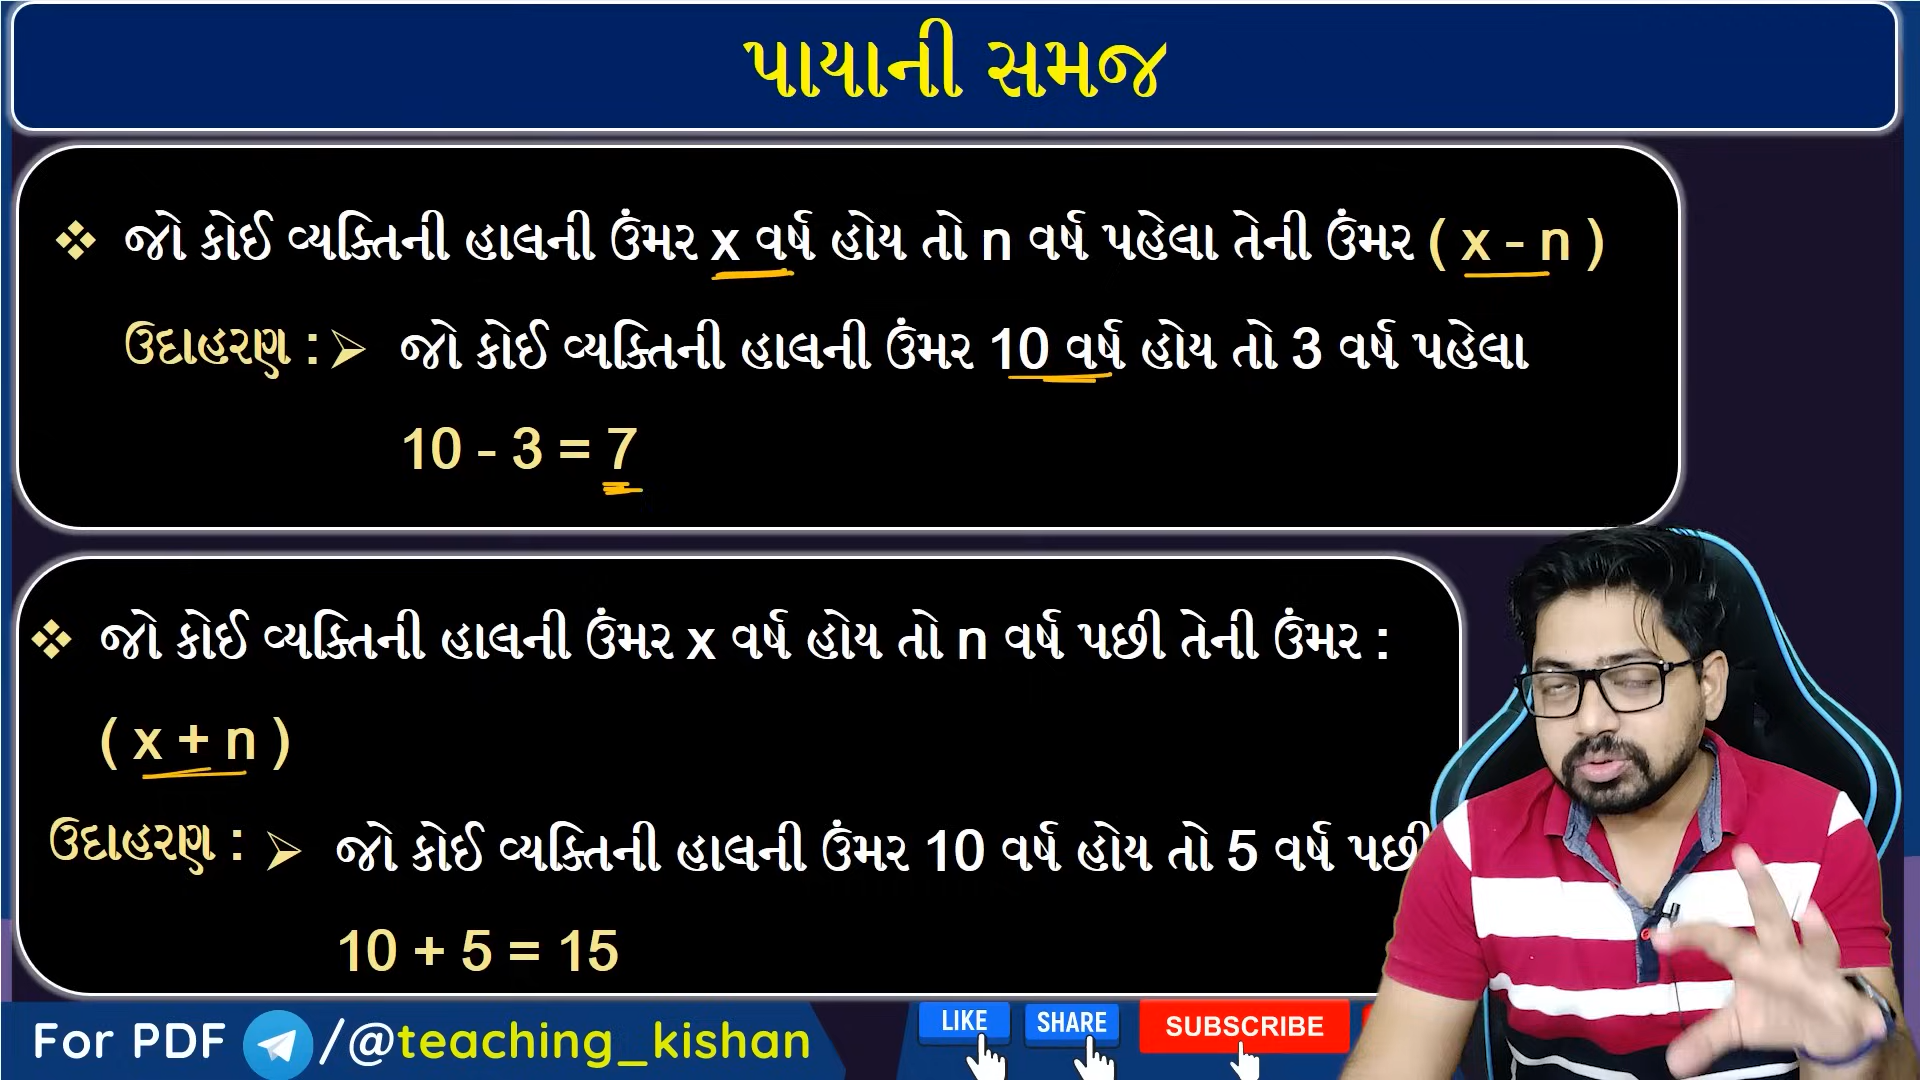 પાયાની સમજ
❖ જો કોઈ વ્યક્તિની હાલની ઉંમર x વર્ષ હોય તો n વર્ષ પહેલા તેની ઉંમર ( x - n )
ઉદાહરણ : ➢ જો કોઈ વ્યક્તિની હાલની ઉંમર 10 વર્ષ હોય તો 3 વર્ષ પહેલા
10 - 3 = 7
❖ જો કોઈ વ્યક્તિની હાલની ઉંમર x વર્ષ હોય તો n વર્ષ પછી તેની ઉંમર :
( x + n )
ઉદાહરણ : ➢ જો કોઈ વ્યક્તિની હાલની ઉંમર 10 વર્ષ હોય તો 5 વર્ષ પછી
10 + 5 = 15
For PDF /@teaching_kishan
LIKE SHARE SUBSCRIBE